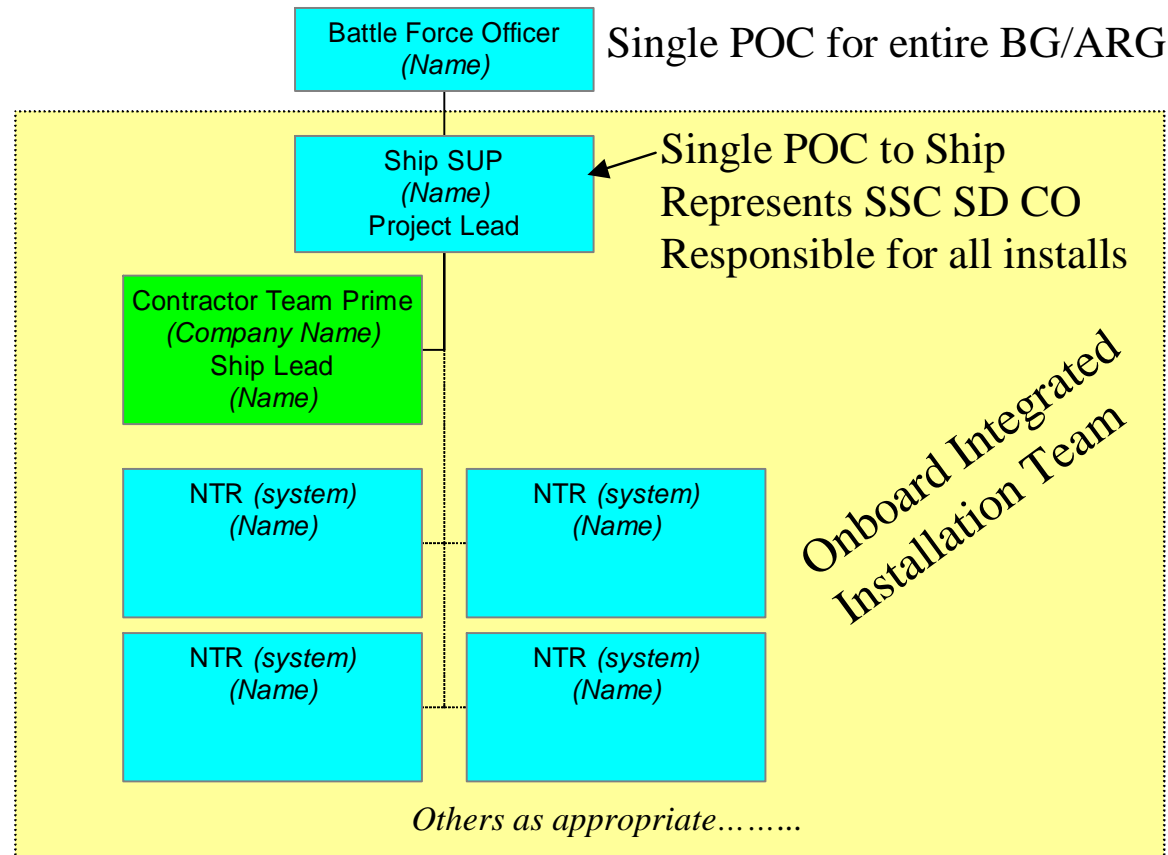 Battle Force Officer
(Name)
Single POC for entire BG/ARG
Ship SUP
(Name)
Project Lead
Single POC to Ship
Represents SSC SD CO
Responsible for all installs
Contractor Team Prime
(Company Name)
Ship Lead
(Name)
Onboard Integrated
Installation Team
NTR (system)
(Name)
NTR (system)
(Name)
NTR (system)
(Name)
NTR (system)
(Name)
Others as appropriate……...